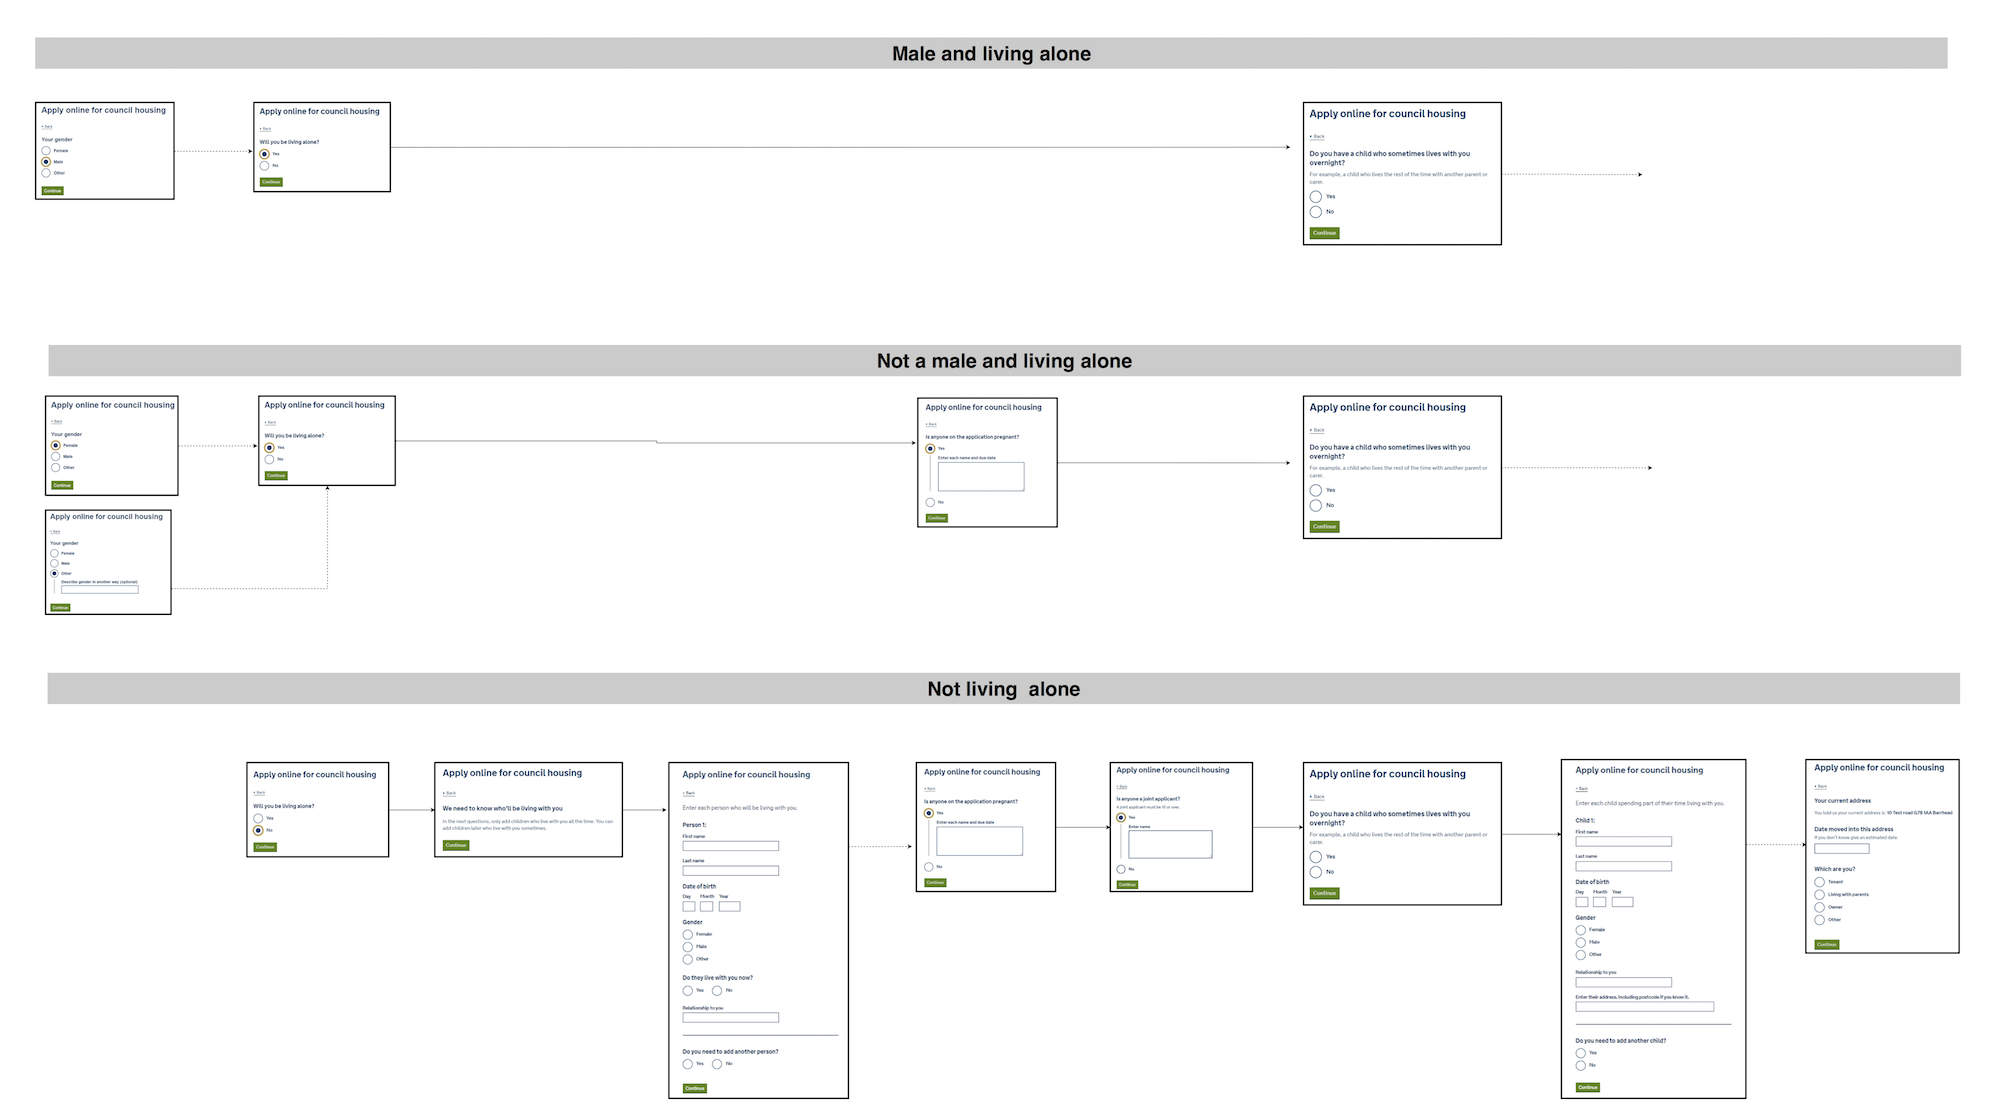 Male and living alone
Apply online for council housing
Back
Your gender
Female
Male
Other
Continue
Apply online for council housing
Back
Will you be living alone?
Yes
No
Continue
Apply online for council housing
Back
Do you have a child who sometimes lives with you
overnight?
For example, a child who lives the rest of the time with another parent or
carer.
Yes
No
Continue
Not a male and living alone
Apply online for council housing
Back
Your gender
Female
Male
Other
Continue
Apply online for council housing
Back
Will you be living alone?
Yes
No
Continue
Apply online for council housing
Back
Is anyone on the application pregnant?
Yes
Enter each name and due date
No
Continue
Apply online for council housing
Back
Do you have a child who sometimes lives with you
overnight?
For example, a child who lives the rest of the time with another parent or
carer.
Yes
No
Continue
Apply online for council housing
Back
Your gender
Female
Male
Other
Describe gender in another way (optional)
Continue
Not living  alone
Apply online for council housing
Back
Will you be living alone?
Yes
No
Continue
Apply online for council housing
Back
We need to know who'll be living with you
In the next questions, only add children who live with you all the time. You can
add children later who live with you sometimes.
Continue
Apply online for council housing
Back
Enter each person who will be living with you.
Person 1:
First name
Last name
Date of birth
Day Month Year
Gender
Female
Male
Other
Do they live with you now?
Yes No
Relationship to you
Do you need to add another person?
Yes No
Continue
Apply online for council housing
Back
Is anyone on the application pregnant?
Yes
Enter each name and due date
No
Continue
Apply online for council housing
Back
Is anyone a joint applicant?
A joint applicant must be 16 or over.
Yes
Enter name
No
Continue
Apply online for council housing
Back
Do you have a child who sometimes lives with you
overnight?
For example, a child who lives the rest of the time with another parent or
carer.
Yes
No
Continue
Apply online for council housing
Back
Enter each child spending part of their time living with you.
Child 1:
First name
Last name
Date of birth
Day Month Year
Gender
Female
Male
Other
Relationship to you
Enter their address. Including postcode if you know it.
Do you need to add another child?
Yes
No
Continue
Apply online for council housing
Back
Your current address
You told us your current address is: 10 Test road G78 1AA Barrhead
Date moved into this address
If you don't know give an estimated date.
Which are you?
Tenant
Living with parents
Owner
Other
Continue